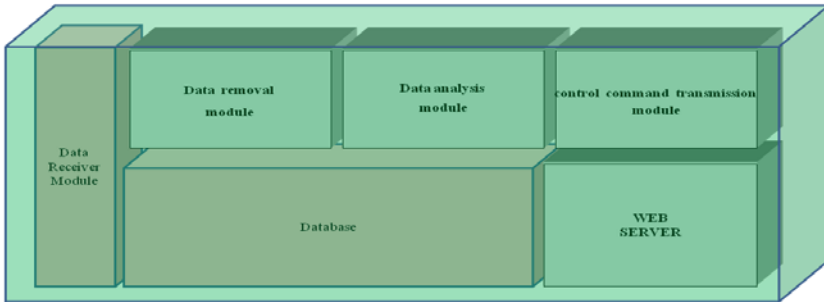 Data removal
module
Data analysis
module
control command transmission
module
Data
Receiver
Module
Database
WEB
SERVER